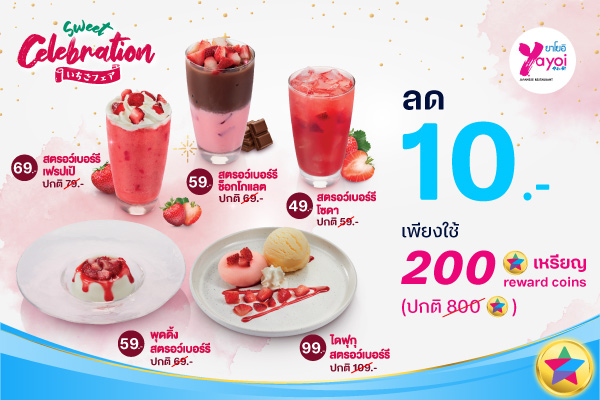 Sweet
Celebration
いちごフェア
ยาโยอิ
Yayoi
JAPANESE RESTAURANT
69.-
สตรอว์เบอร์รี
เฟรปเป้
ปกติ 79.-
59.-
สตรอว์เบอร์รี
ช็อกโกแลต
ปกติ 69.-
49.-
สตรอว์เบอร์รี
โซดา
ปกติ 59.-
59.-
พุดดิ้ง
สตรอว์เบอร์รี
ปกติ 69.-
99.-
ไดฟุกุ
สตรอว์เบอร์รี
ปกติ 109.-
ลด
10.-
เพียงใช้
200 เหรียญ
reward coins
(ปกติ 800 )